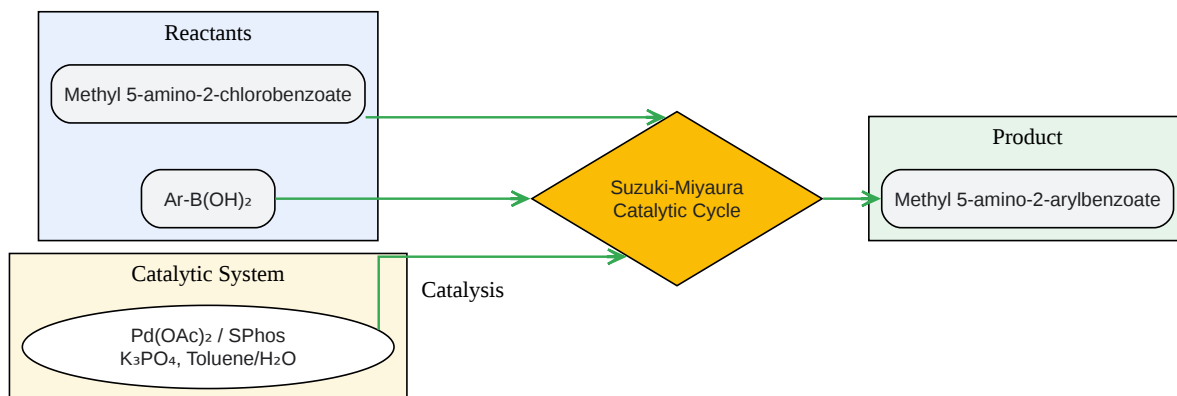 Reactants
Methyl 5-amino-2-chlorobenzoate
Ar-B(OH)₂
Catalytic System
Pd(OAc)₂ / SPhos
K₃PO₄, Toluene/H₂O
Catalysis
Suzuki-Miyaura
Catalytic Cycle
Product
Methyl 5-amino-2-arylbenzoate